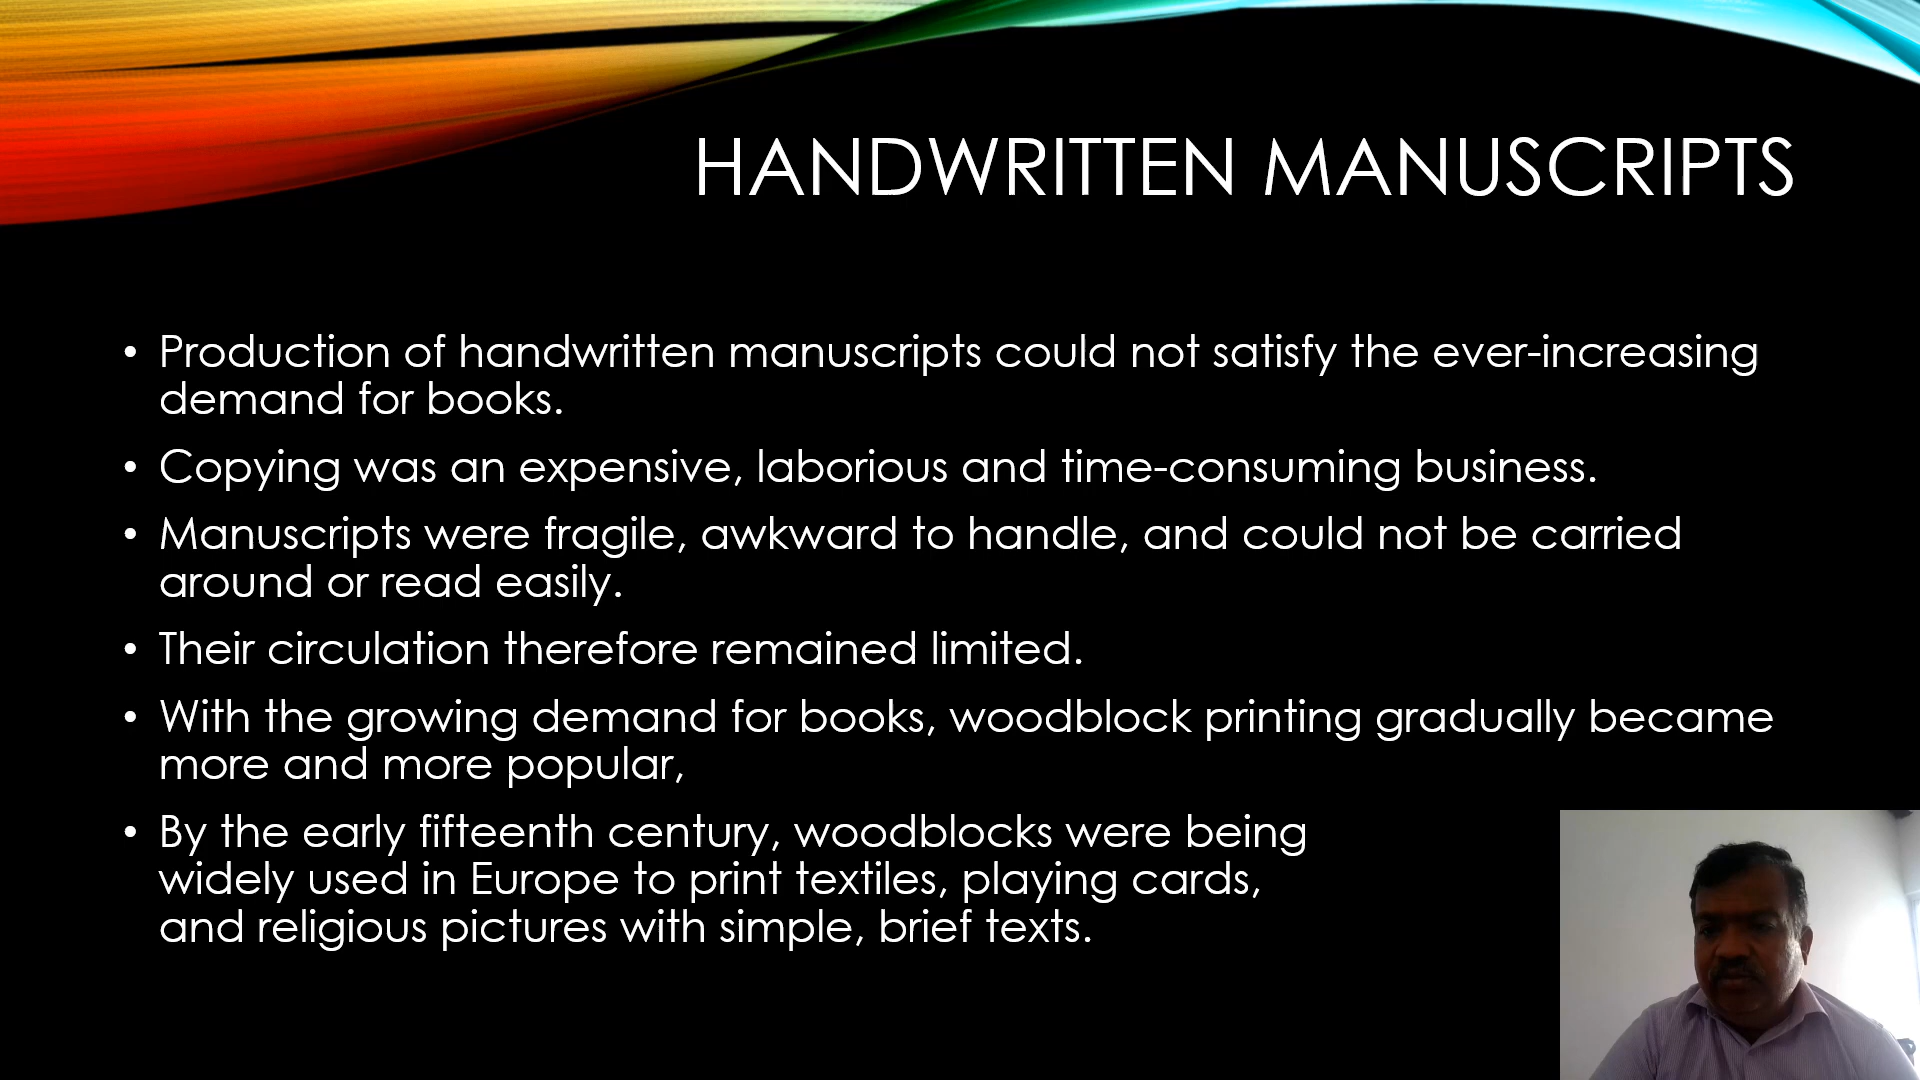 HANDWRITTEN MANUSCRIPTS
• Production of handwritten manuscripts could not satisfy the ever-increasing
demand for books.
• Copying was an expensive, laborious and time-consuming business.
• Manuscripts were fragile, awkward to handle, and could not be carried
around or read easily.
• Their circulation therefore remained limited.
• With the growing demand for books, woodblock printing gradually became
more and more popular,
• By the early fifteenth century, woodblocks were being
widely used in Europe to print textiles, playing cards,
and religious pictures with simple, brief texts.